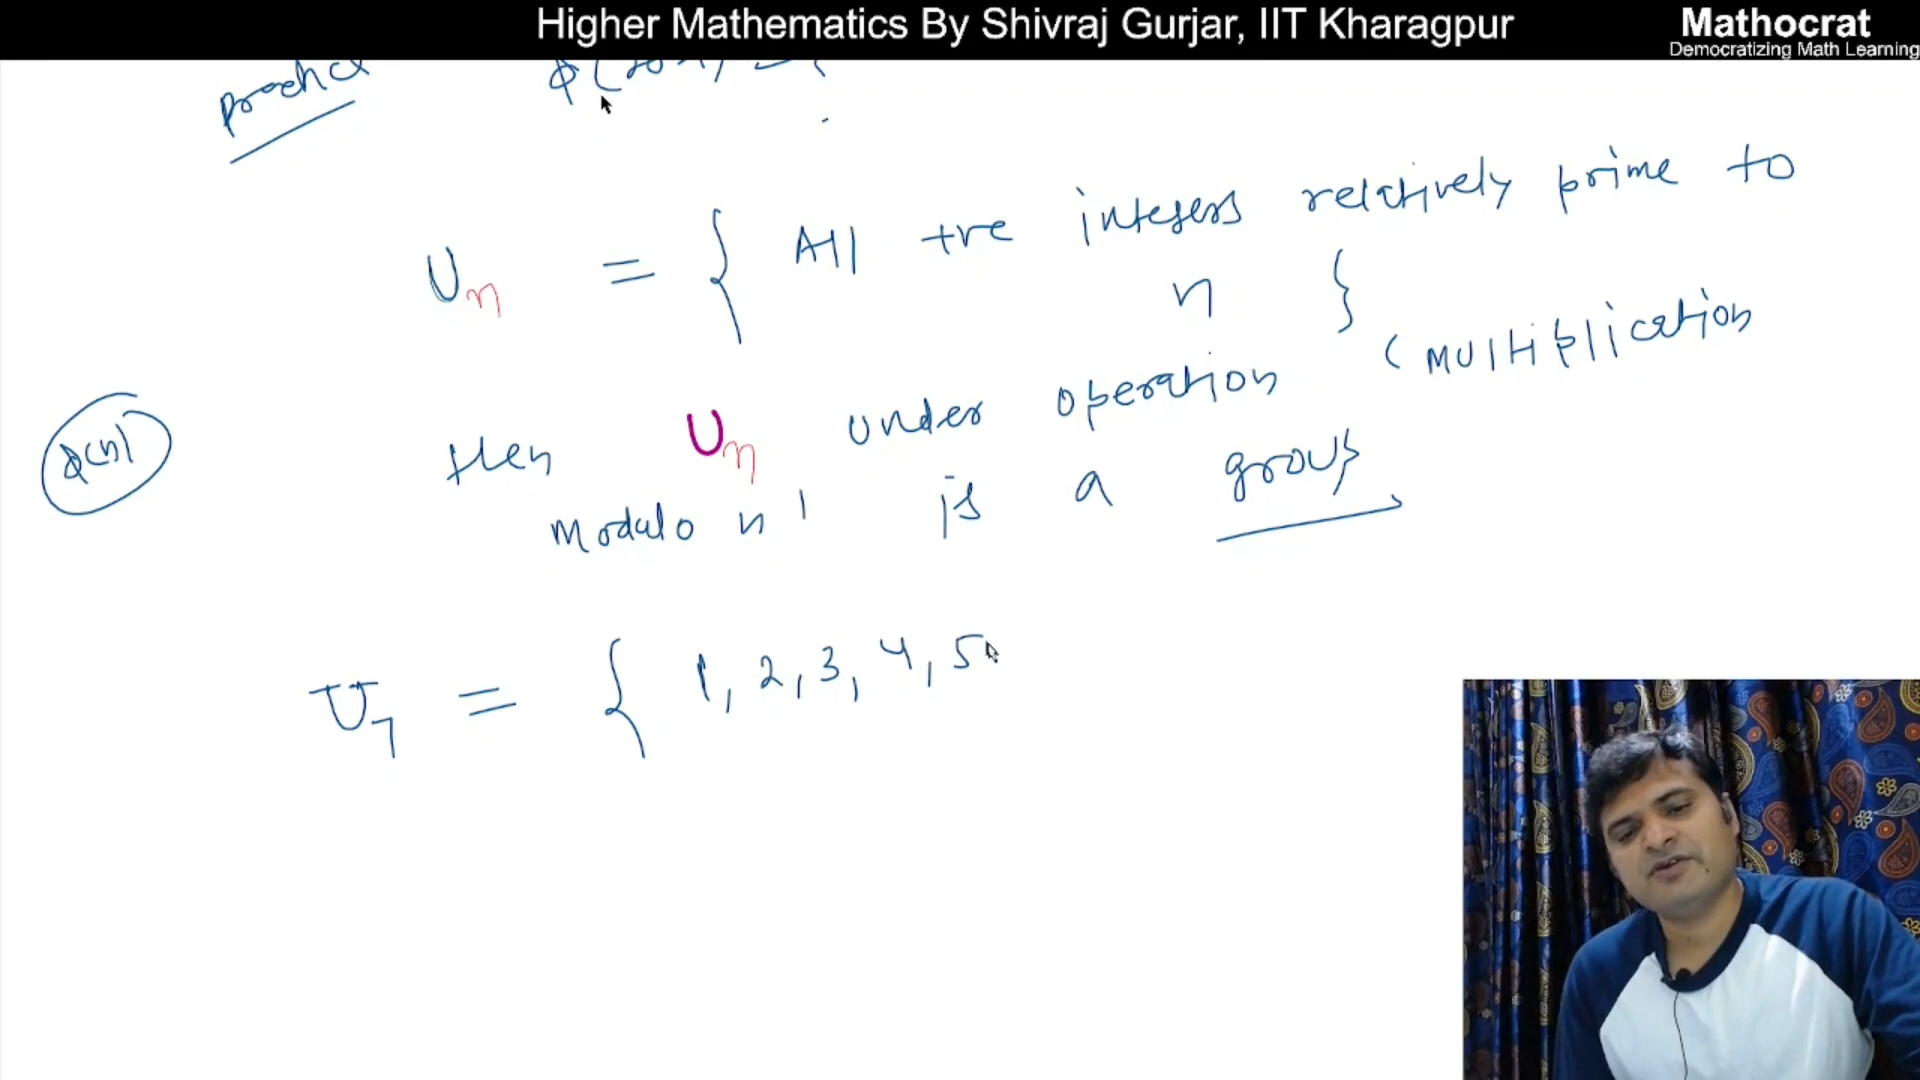 Higher Mathematics By Shivraj Gurjar, IIT Kharagpur
Mathocrat
Democratizing Math Learning
practice
Un = { All +ve integers relatively prime to
n }
ϕ(n)
then Un under operation (multiplication
modulo n) is a group
U7 = { 1, 2, 3, 4, 5